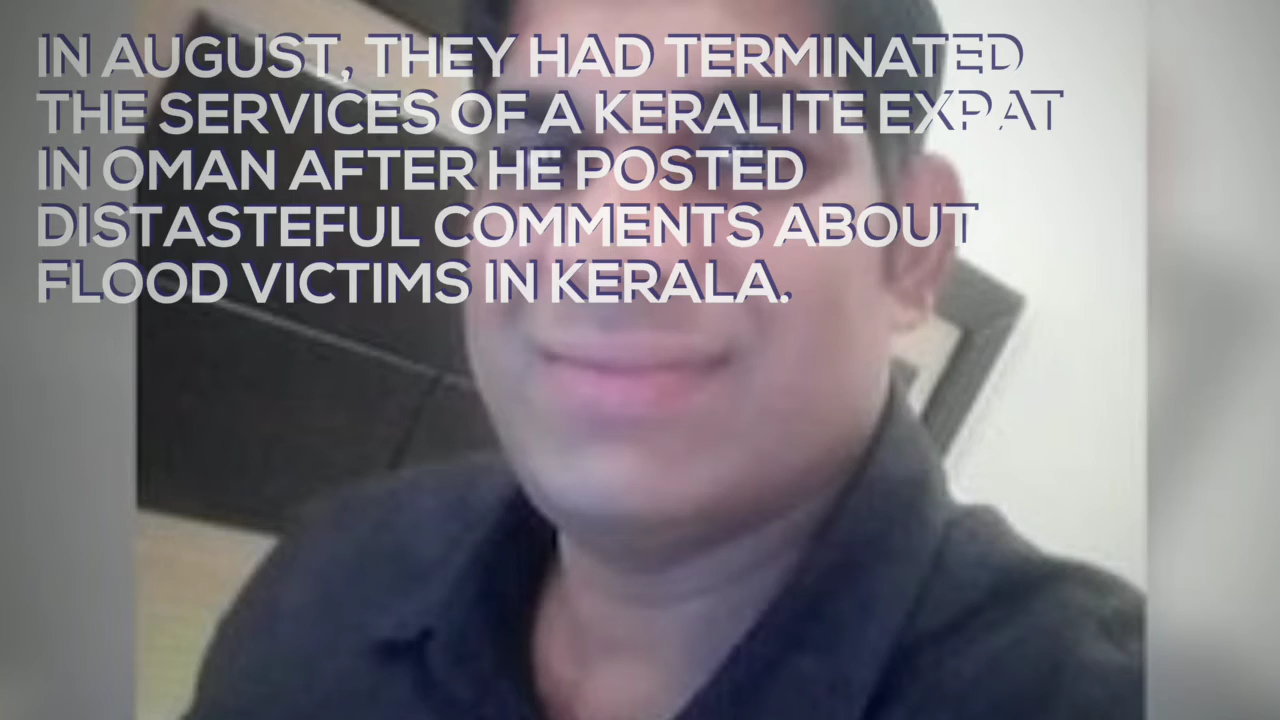 IN AUGUST, THEY HAD TERMINATED
THE SERVICES OF A KERALITE EXPAT
IN OMAN AFTER HE POSTED
DISTASTEFUL COMMENTS ABOUT
FLOOD VICTIMS IN KERALA.